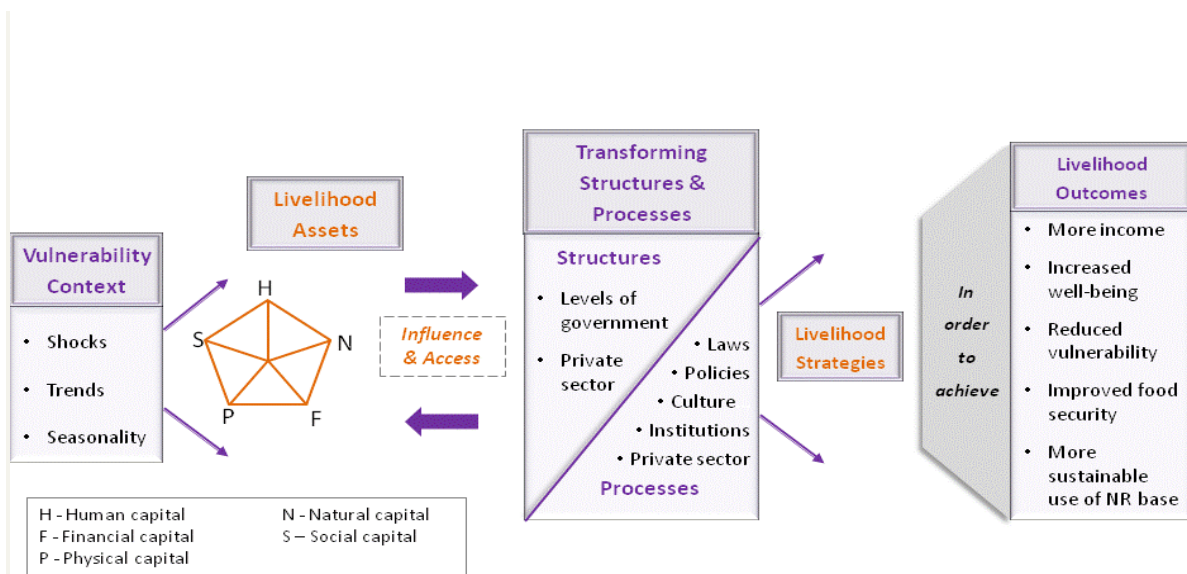 Vulnerability
Context
• Shocks
• Trends
• Seasonality
Livelihood
Assets
H
S
N
P
F
Influence
& Access
Transforming
Structures &
Processes
Structures
• Levels of
government
• Private
sector
• Laws
• Policies
• Culture
• Institutions
• Private sector
Processes
Livelihood
Strategies
In
order
to
achieve
Livelihood
Outcomes
• More income
• Increased
well-being
• Reduced
vulnerability
• Improved food
security
• More
sustainable
use of NR base
H - Human capital
F - Financial capital
P - Physical capital
N - Natural capital
S – Social capital